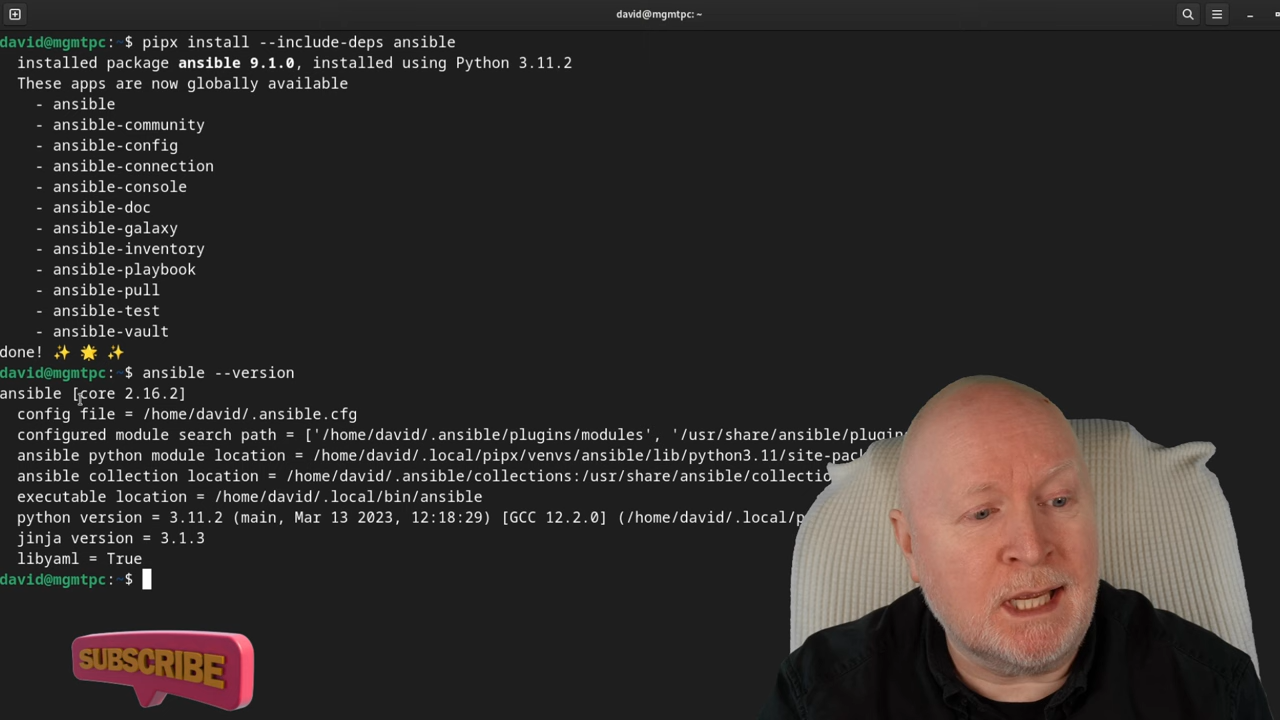 david@mgmtpc: ~
david@mgmtpc:~$ pipx install --include-deps ansible
installed package ansible 9.1.0, installed using Python 3.11.2
These apps are now globally available
- ansible
- ansible-community
- ansible-config
- ansible-connection
- ansible-console
- ansible-doc
- ansible-galaxy
- ansible-inventory
- ansible-playbook
- ansible-pull
- ansible-test
- ansible-vault
done! ✨ 🌟 ✨
david@mgmtpc:~$ ansible --version
ansible [core 2.16.2]
config file = /home/david/.ansible.cfg
configured module search path = ['/home/david/.ansible/plugins/modules', '/usr/share/ansible/plugin
ansible python module location = /home/david/.local/pipx/venvs/ansible/lib/python3.11/site-pac
ansible collection location = /home/david/.ansible/collections:/usr/share/ansible/collectio
executable location = /home/david/.local/bin/ansible
python version = 3.11.2 (main, Mar 13 2023, 12:18:29) [GCC 12.2.0] (/home/david/.local/p
jinja version = 3.1.3
libyaml = True
david@mgmtpc:~$
SUBSCRIBE